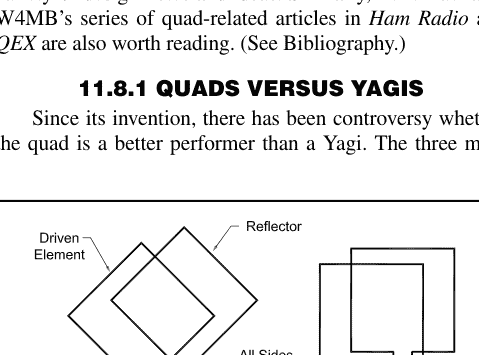 W4MB's series of quad-related articles in Ham Radio
QEX are also worth reading. (See Bibliography.)
11.8.1 QUADS VERSUS YAGIS
Since its invention, there has been controversy
the quad is a better performer than a Yagi. The three
Driven
Element
Reflector
All Sides